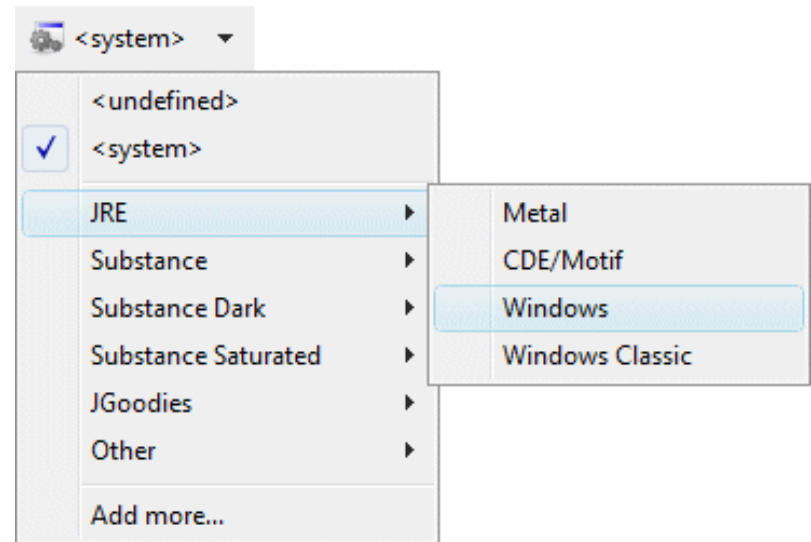 <system>
<undefined>
<system>
JRE
Substance
Substance Dark
Substance Saturated
JGoodies
Other
Add more...
Metal
CDE/Motif
Windows
Windows Classic